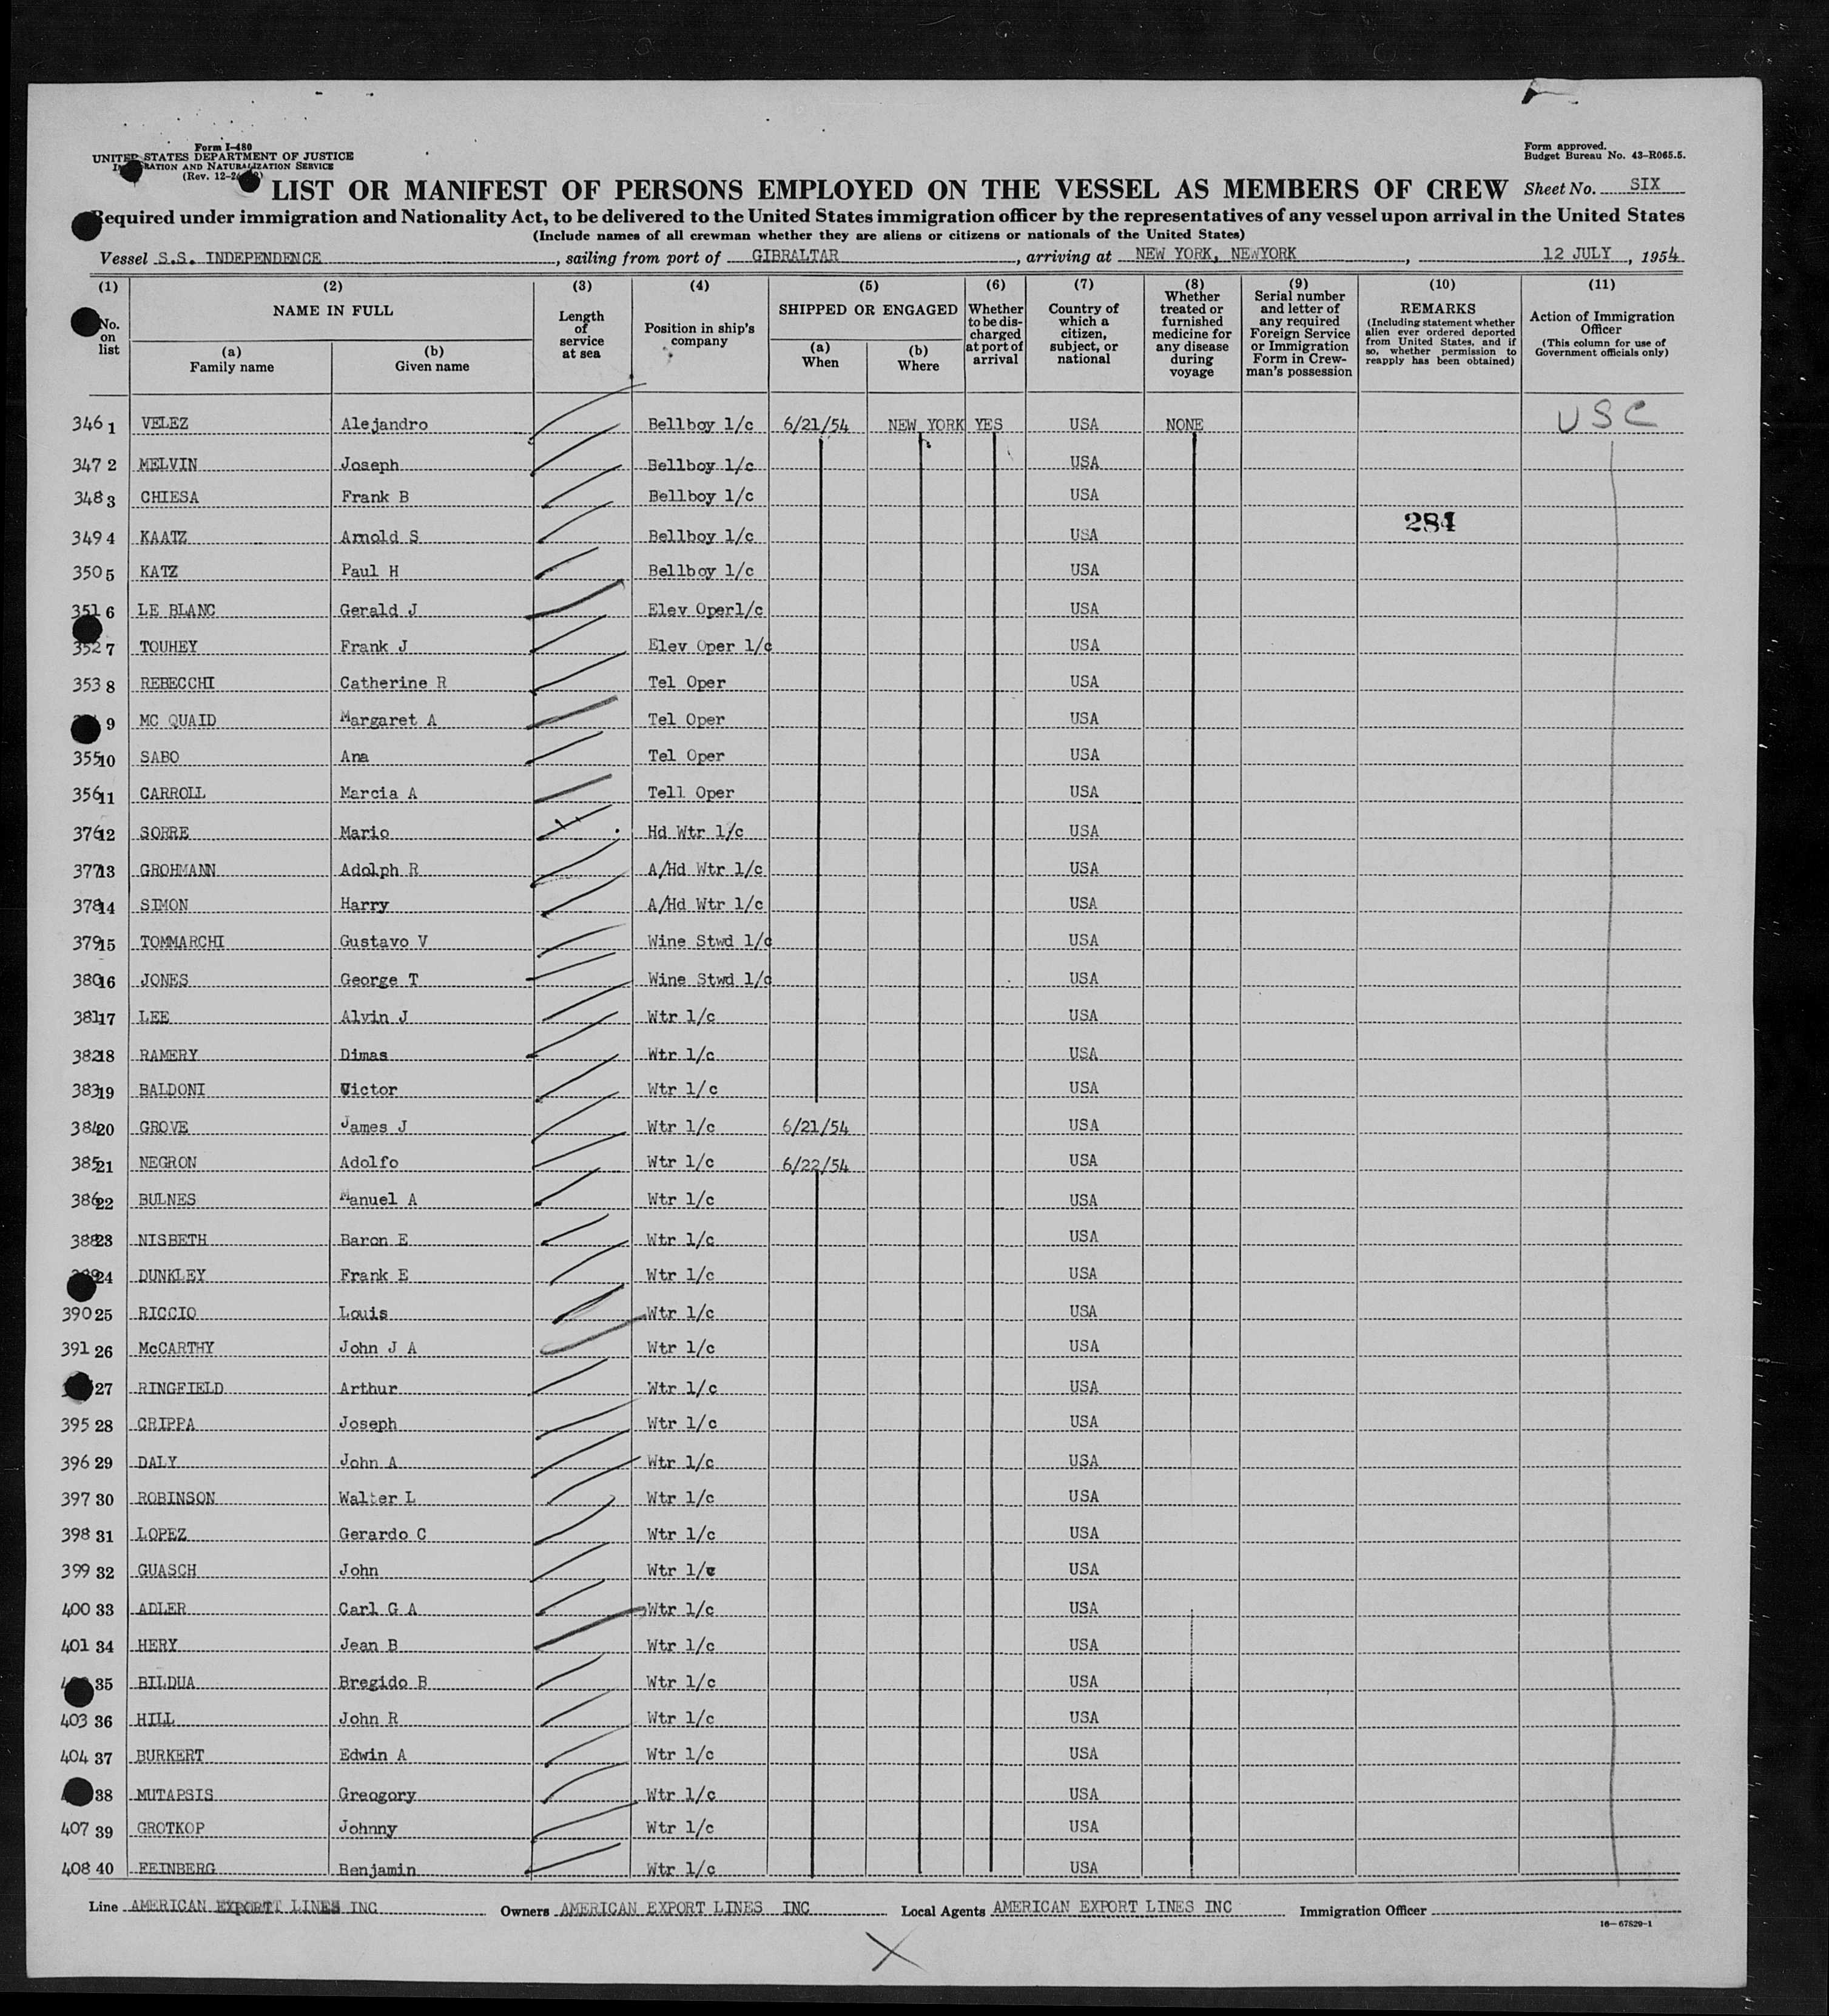 Form I-480
UNITED STATES DEPARTMENT OF JUSTICE
RATION AND NATURALIZATION SERVICE
(Rev. 12-2
Form approved.
Budget Bureau No. 43-R065.5.
LIST OR MANIFEST OF PERSONS EMPLOYED ON THE VESSEL AS MEMBERS OF CREW Sheet No. SIX
Required under immigration and Nationality Act, to be delivered to the United States immigration officer by the representatives of any vessel upon arrival in the United States
(Include names of all crewman whether they are aliens or citizens or nationals of the United States)
Vessel S.S. INDEPENDENCE, sailing from port of GIBRALTAR, arriving at NEW YORK, NEWYORK, 12 JULY, 1954
(1) (2) (3) (4) (5) (6) (7) (8) (9) (10) (11)
No. on list
NAME IN FULL
(a) Family name
(b) Given name
Length of service at sea
Position in ship's company
SHIPPED OR ENGAGED
(a) When
(b) Where
Whether to be discharged at port of arrival
Country of which a citizen, subject, or national
Whether treated or furnished medicine for any disease during voyage
Serial number and letter of any required Foreign Service or Immigration Form in Crewman's possession
REMARKS
(Including statement whether alien ever ordered deported from United States, and if so, whether permission to reapply has been obtained)
Action of Immigration Officer
(This column for use of Government officials only)
346 1 VELEZ Alejandro Bellboy 1/c 6/21/54 NEW YORK YES USA NONE USC
347 2 MELVIN Joseph Bellboy 1/c USA
348 3 CHIESA Frank B Bellboy 1/c USA
284
349 4 KAATZ Arnold S Bellboy 1/c USA
350 5 KATZ Paul H Bellboy 1/c USA
351 6 LE BLANC Gerald J Elev Oper1/c USA
352 7 TOUHEY Frank J Elev Oper 1/c USA
353 8 REBECCHI Catherine R Tel Oper USA
9 MC QUAID Margaret A Tel Oper USA
355 10 SABO Ana Tel Oper USA
356 11 CARROLL Marcia A Tell Oper USA
376 12 SOBRE Mario Hd Wtr 1/c USA
377 13 GROHMANN Adolph R A/Hd Wtr 1/c USA
378 14 SIMON Harry A/Hd Wtr 1/c USA
379 15 TOMMARCHI Gustavo V Wine Stwd 1/c USA
380 16 JONES George T Wine Stwd 1/c USA
381 17 LEE Alvin J Wtr 1/c USA
382 18 RAMERY Dimas Wtr 1/c USA
383 19 BALDONI Victor Wtr 1/c USA
384 20 GROVE James J Wtr 1/c 6/21/54 USA
385 21 NEGRON Adolfo Wtr 1/c 6/22/54 USA
386 22 BULNES Manuel A Wtr 1/c USA
388 23 NISBETH Baron E Wtr 1/c USA
24 DUNKLEY Frank E Wtr 1/c USA
390 25 RICCIO Louis Wtr 1/c USA
391 26 McCARTHY John J A Wtr 1/c USA
27 RINGFIELD Arthur Wtr 1/c USA
395 28 CRIPPA Joseph Wtr 1/c USA
396 29 DALY John A Wtr 1/c USA
397 30 ROBINSON Walter L Wtr 1/c USA
398 31 LOPEZ Gerardo C Wtr 1/c USA
399 32 GUASCH John Wtr 1/c USA
400 33 ADLER Carl G A Wtr 1/c USA
401 34 HERY Jean B Wtr 1/c USA
35 BILDUA Bregido B Wtr 1/c USA
403 36 HILL John R Wtr 1/c USA
404 37 BURKERT Edwin A Wtr 1/c USA
38 MUTAPSIS Greogory Wtr 1/c USA
407 39 GROTKOP Johnny Wtr 1/c USA
408 40 FEINBERG Benjamin Wtr 1/c USA
Line AMERICAN EXPORT LINES INC Owners AMERICAN EXPORT LINES INC Local Agents AMERICAN EXPORT LINES INC Immigration Officer
16—67829-1